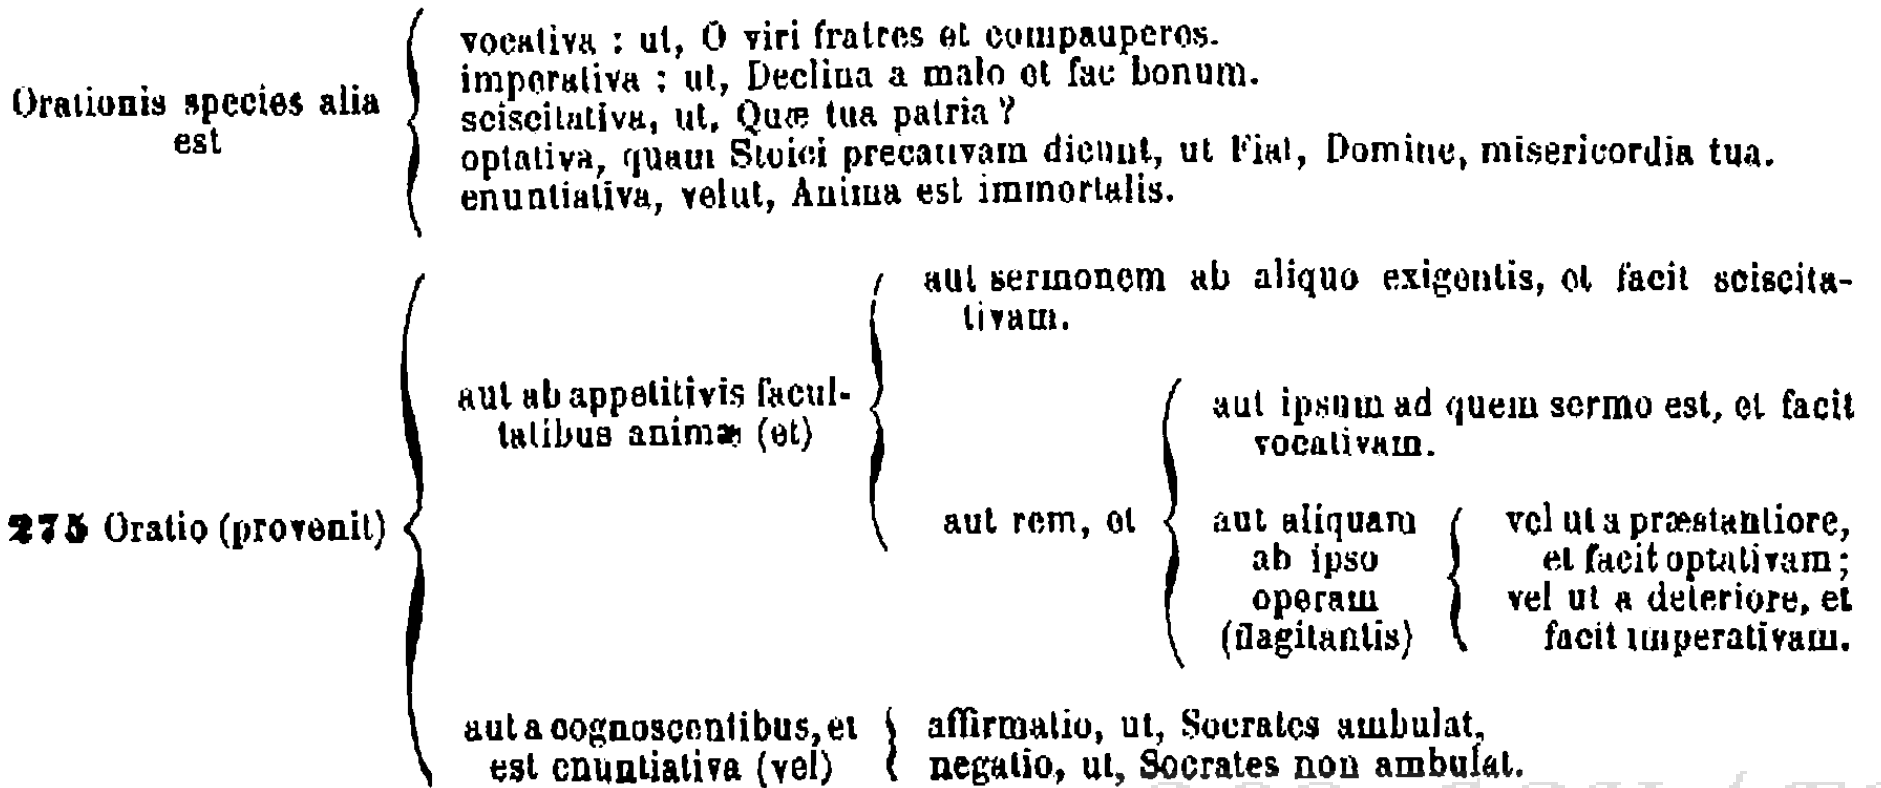 Orationis species alia
est
vocativa : ut, O viri fratres et compauperes.
imperativa : ut, Declina a malo et fac bonum.
sciscitativa, ut, Quæ tua patria ?
optativa, quam Stoici precativam dicunt, ut Fiat, Domine, misericordia tua.
enuntiativa, velut, Anima est immortalis.
275 Oratio (provenit)
aut ab appetitivis facul-
tatibus animæ (et)
aut sermonem ab aliquo exigentis, et facit sciscita-
tivam.
aut rem, et
aut ipsum ad quem sermo est, et facit
vocativam.
aut aliquam
ab ipso
operam
(flagitantis)
vel ut a præstantiore,
et facit optativam ;
vel ut a deteriore, et
facit imperativam.
aut a cognoscentibus, et
est enuntiativa (vel)
affirmatio, ut, Socrates ambulat,
negatio, ut, Socrates non ambulat.